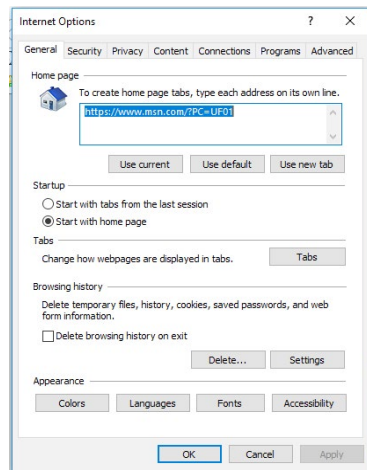 Internet Options
General Security Privacy Content Connections Programs Advanced
Home page
To create home page tabs, type each address on its own line.
https://www.msn.com/?PC=UF01
Use current Use default Use new tab
Startup
Start with tabs from the last session
Start with home page
Tabs
Change how webpages are displayed in tabs. Tabs
Browsing history
Delete temporary files, history, cookies, saved passwords, and web
form information.
Delete browsing history on exit
Delete... Settings
Appearance
Colors Languages Fonts Accessibility
OK Cancel Apply